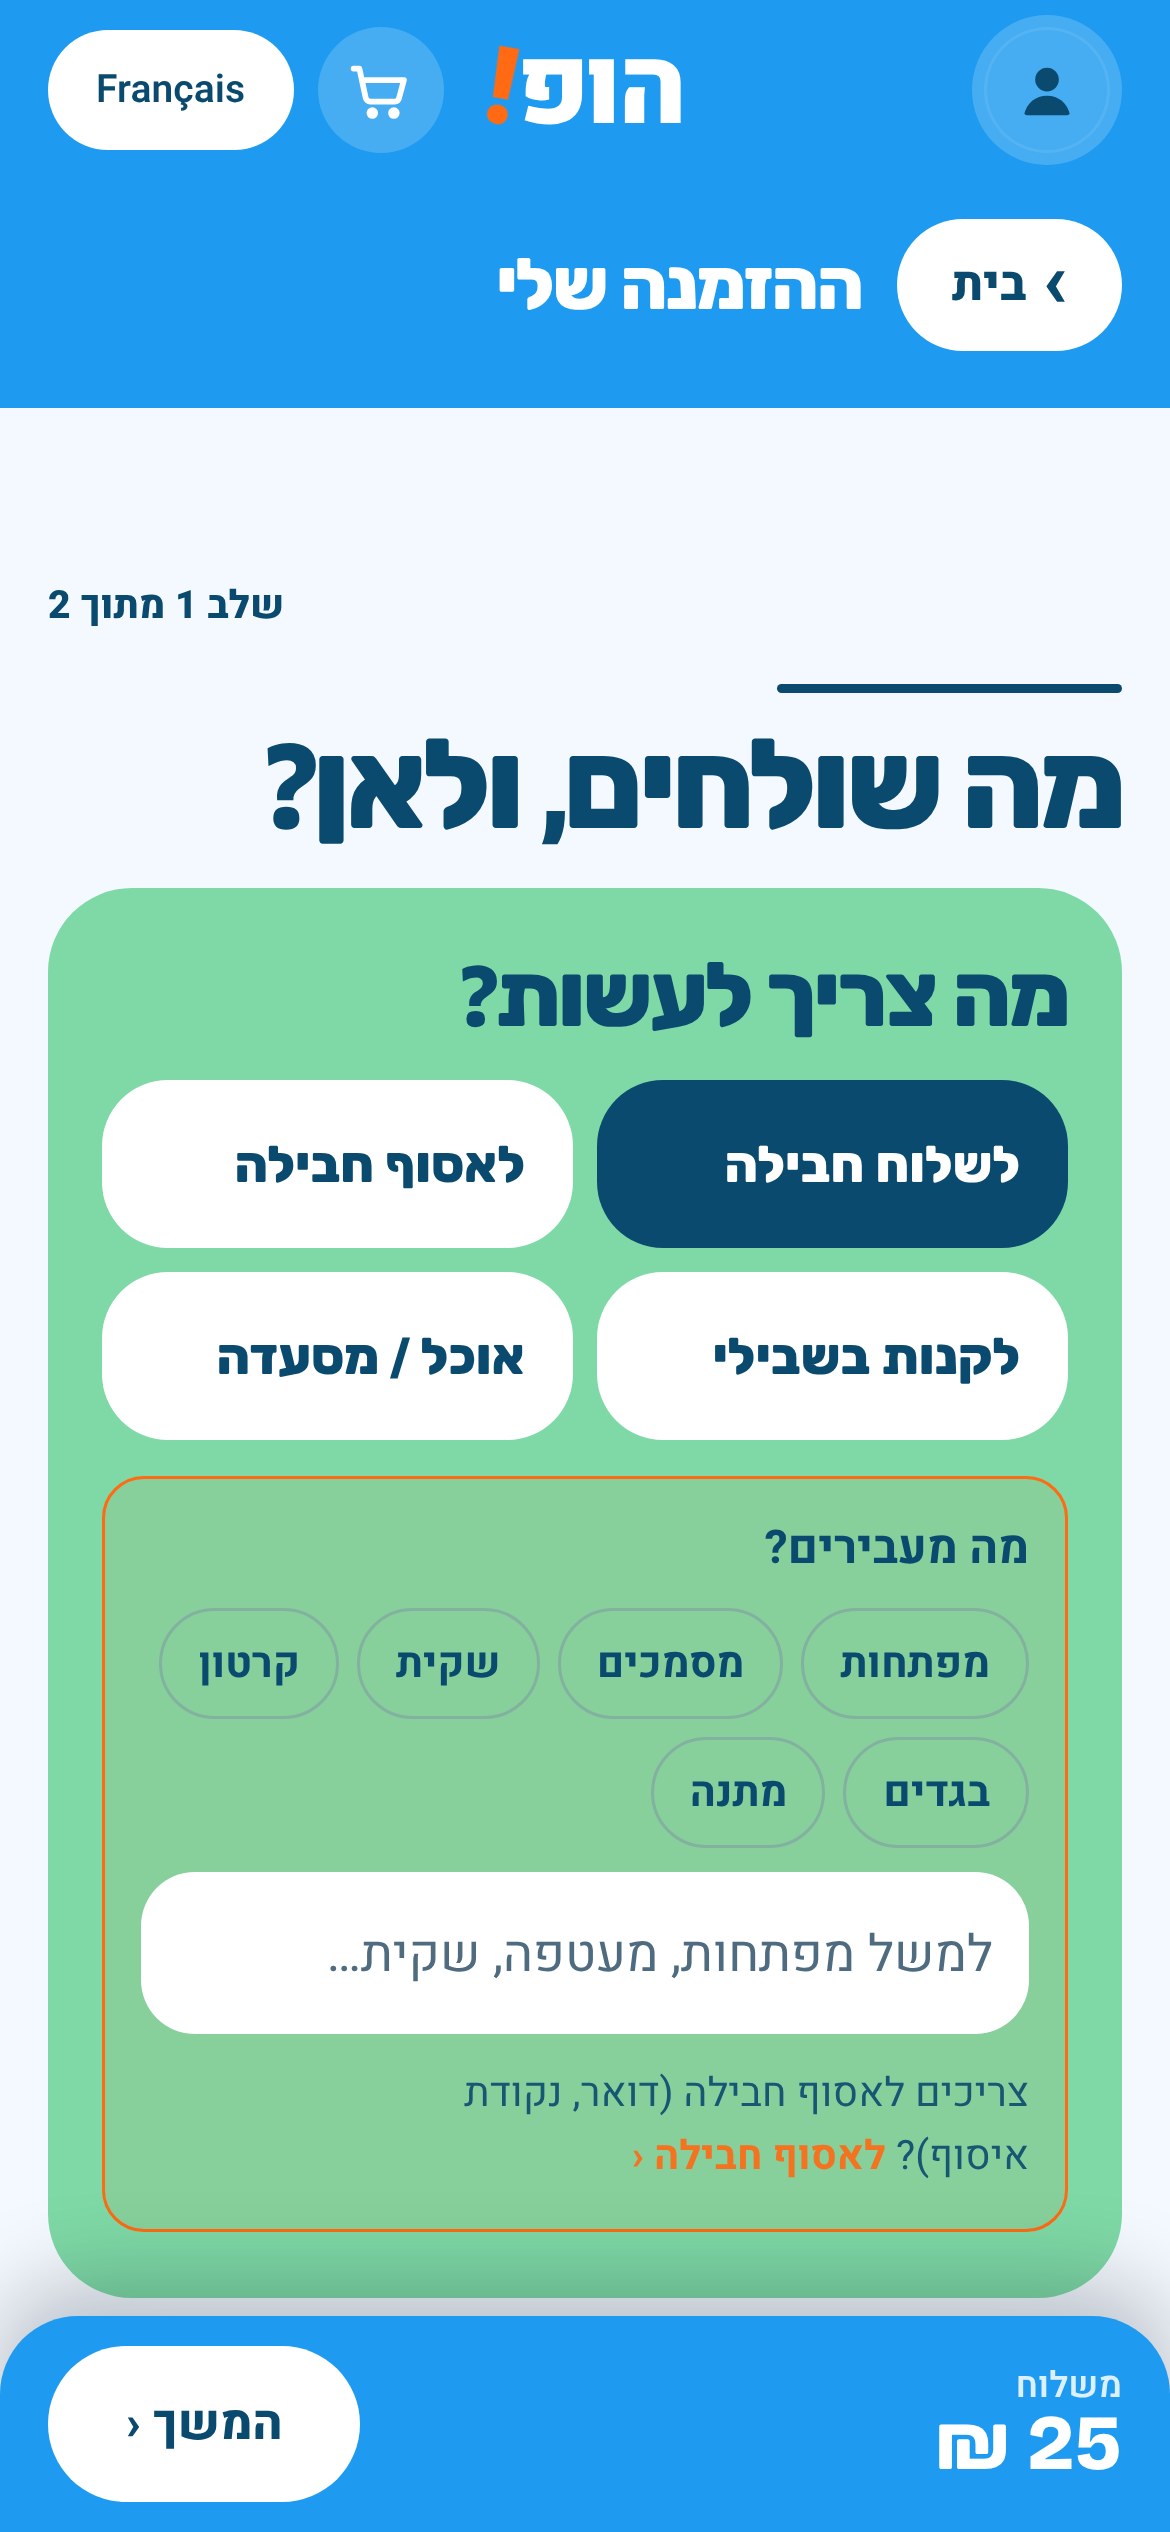 הופ!
Français
בית
ההזמנה שלי
שלב 1 מתוך 2
מה שולחים, ולאן?
מה צריך לעשות?
לשלוח חבילה
לאסוף חבילה
לקנות בשבילי
אוכל / מסעדה
מה מעבירים?
מפתחות
מסמכים
שקית
קרטון
בגדים
מתנה
למשל מפתחות, מעטפה, שקית...
צריכים לאסוף חבילה (דואר, נקודת
איסוף)? לאסוף חבילה ›
משלוח
25 ₪
המשך ›